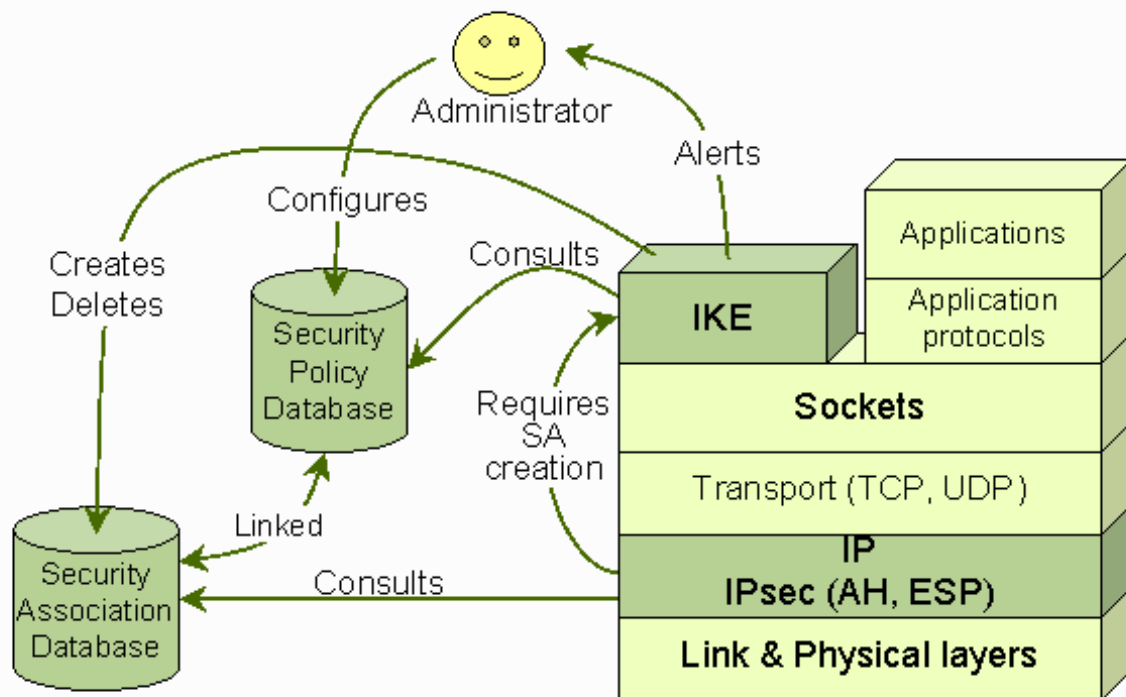 Administrator
Alerts
Configures
Creates
Deletes
Consults
Security
Policy
Database
Requires
SA
creation
Linked
Security
Association
Database
Consults
Applications
Application
protocols
IKE
Sockets
Transport (TCP, UDP)
IP
IPsec (AH, ESP)
Link & Physical layers